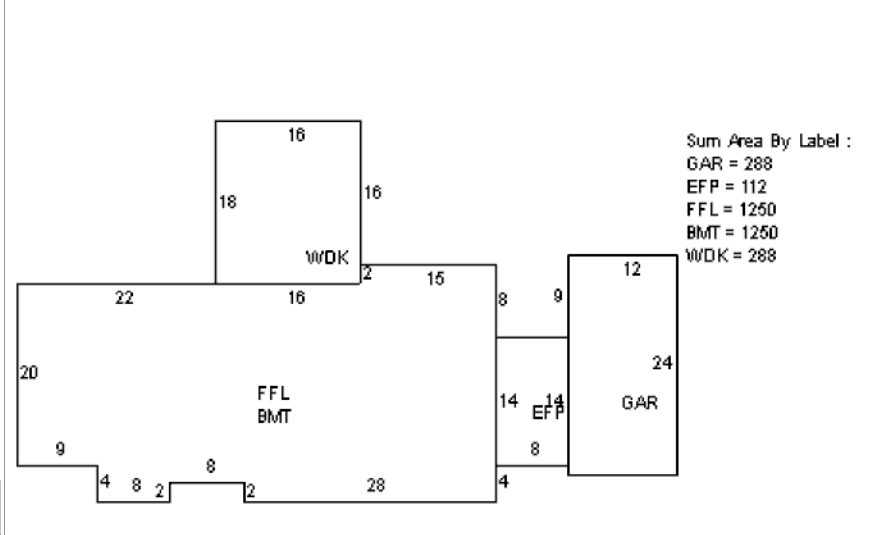 16
Sum Area By Label :
GAR = 288
EFP = 112
FFL = 1250
BMT = 1250
WDK = 288
18
16
WDK
2
15
12
22
16
8
9
20
24
FFL
BMT
14
14
EFP
GAR
9
8
8
4
8
2
2
28
4